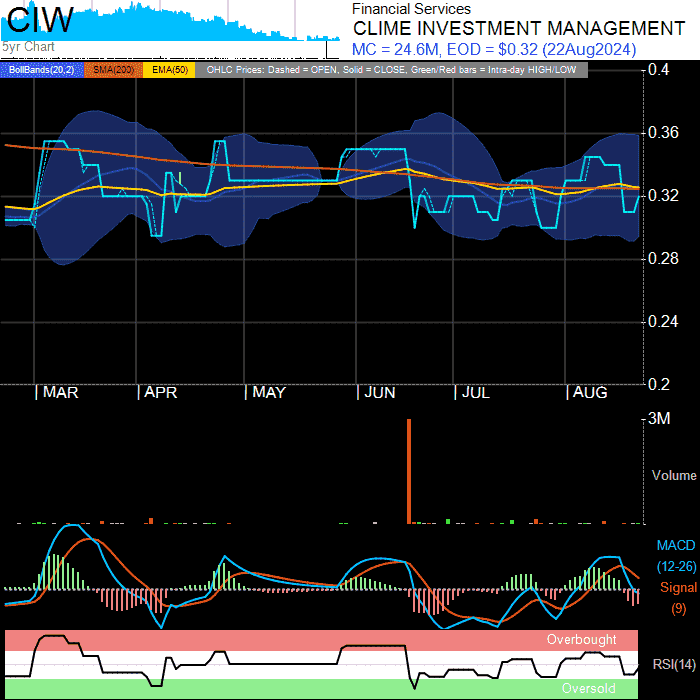 CIW
5yr Chart
Financial Services
CLIME INVESTMENT MANAGEMENT
MC = 24.6M, EOD = $0.32 (22Aug2024)
BollBands(20,2) SMA(200) EMA(50) OHLC Prices: Dashed = OPEN, Solid = CLOSE, Green/Red bars = Intra-day HIGH/LOW
0.4
0.36
0.32
0.28
0.24
0.2
| MAR | APR | MAY | JUN | JUL | AUG
3M
Volume
MACD
(12-26)
Signal
(9)
Overbought
RSI(14)
Oversold